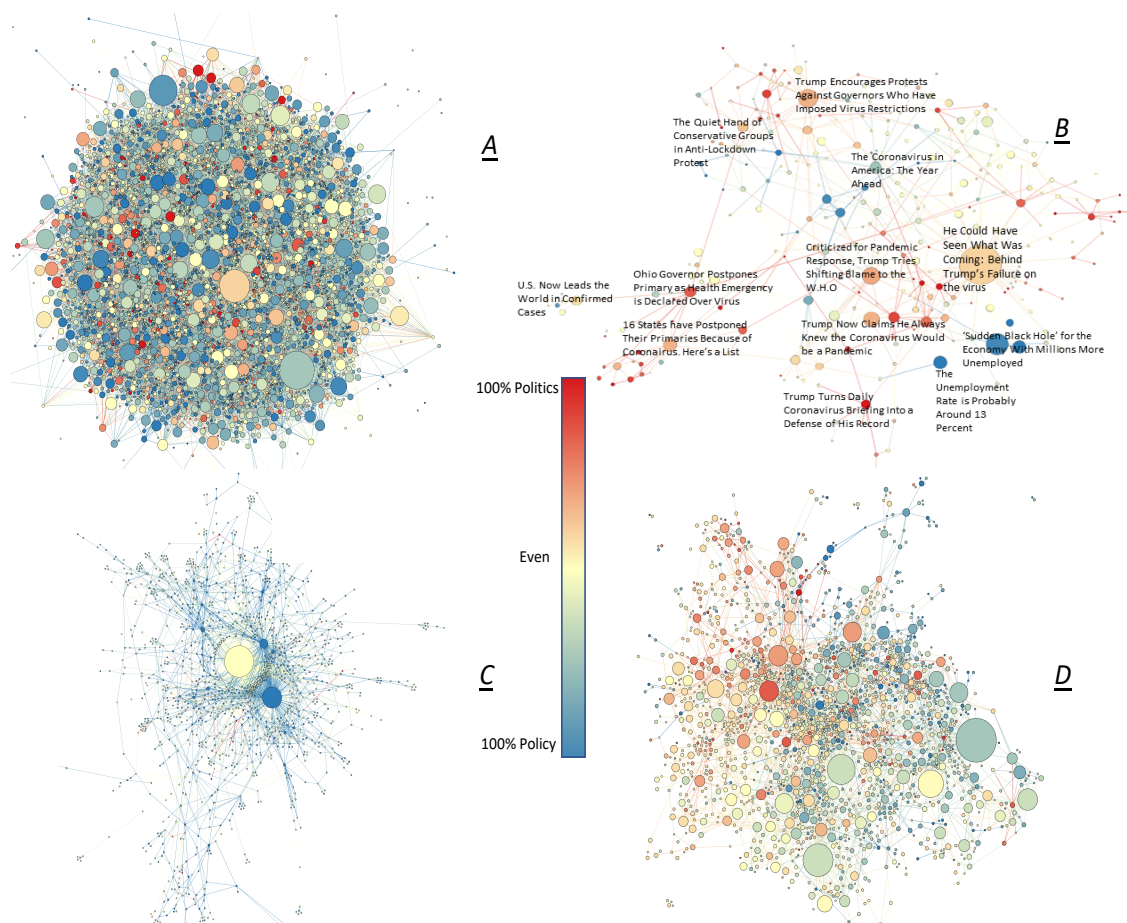 A
B
Trump Encourages Protests
Against Governors Who Have
Imposed Virus Restrictions
The Quiet Hand of
Conservative Groups
in Anti-Lockdown
Protest
The Coronavirus in
America: The Year
Ahead
He Could Have
Seen What Was
Coming: Behind
Trump's Failure on
the virus
Criticized for Pandemic
Response, Trump Tries
Shifting Blame to the
W.H.O
Ohio Governor Postpones
Primary as Health Emergency
is Declared Over Virus
U.S. Now Leads the
World in Confirmed
Cases
16 States have Postponed
Their Primaries Because of
Coronavirus. Here's a List
Trump Now Claims He Always
Knew the Coronavirus Would
be a Pandemic
'Sudden Black Hole' for the
Economy With Millions More
Unemployed
The
Unemployment
Rate is Probably
Around 13
Percent
Trump Turns Daily
Coronavirus Briefing Into a
Defense of His Record
100% Politics
Even
100% Policy
C
D